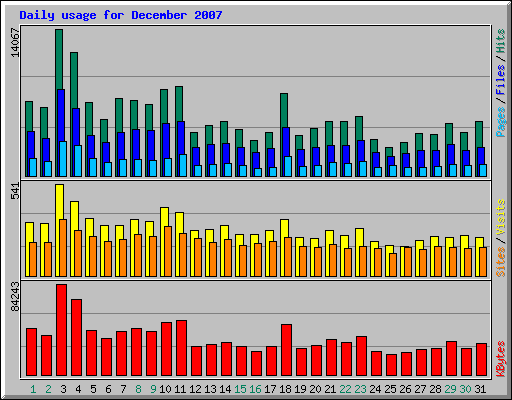 Daily usage for December 2007
14067
Pages / Files / Hits
541
Sites / Visits
84243
KBytes
1 2 3 4 5 6 7 8 9 10 11 12 13 14 15 16 17 18 19 20 21 22 23 24 25 26 27 28 29 30 31